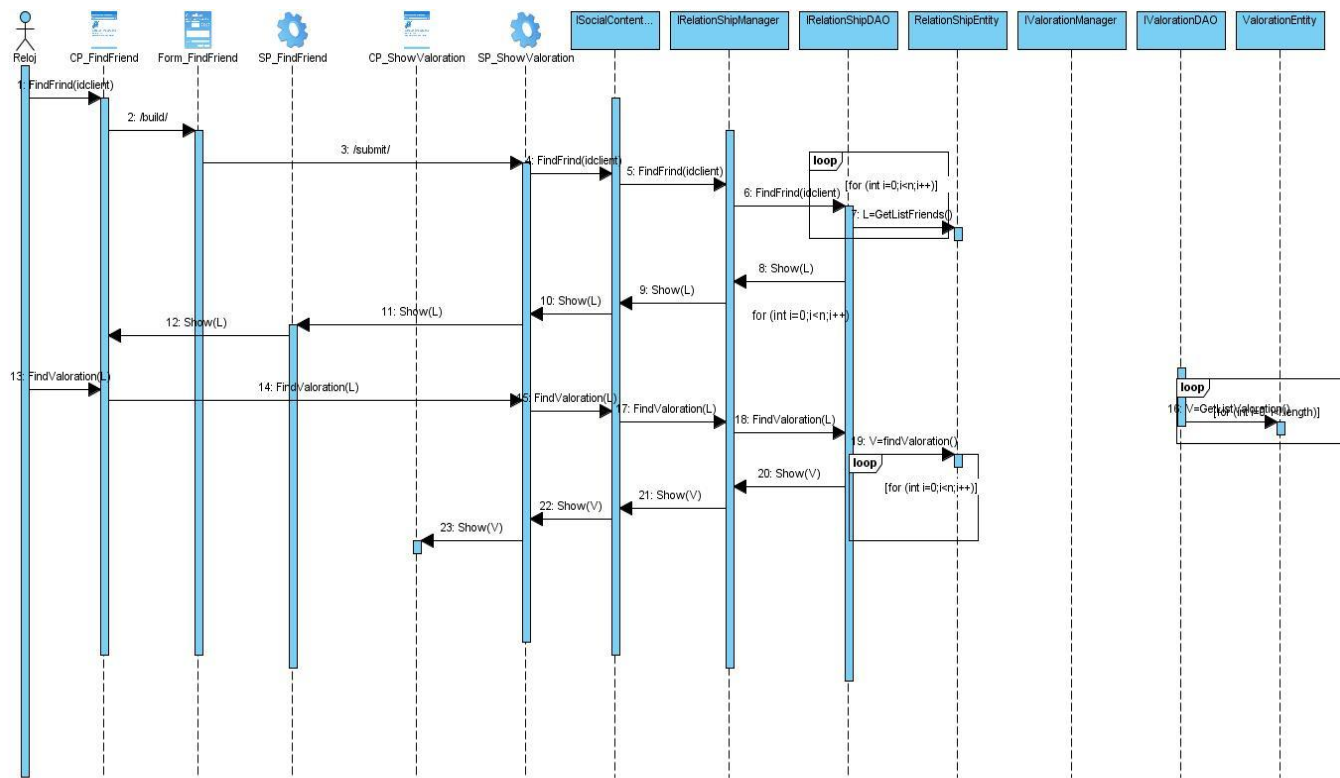 ISocialContent...
IRelationShipManager
IRelationShipDAO
RelationShipEntity
IValorationManager
IValorationDAO
ValorationEntity
Reloj
CP_FindFriend
Form_FindFriend
SP_FindFriend
CP_ShowValoration
SP_ShowValoration
1: FindFrind(idclient)
2: /build/
3: /submit/
4: FindFrind(idclient)
5: FindFrind(idclient)
6: FindFrind(idclient)
loop
[for (int i=0;i<n;i++)]
7: L=GetListFriends()
8: Show(L)
9: Show(L)
10: Show(L)
11: Show(L)
12: Show(L)
for (int i=0;i<n;i++)
13: FindValoration(L)
14: FindValoration(L)
15: FindValoration(L)
loop
16: V=GetListValoration()
17: FindValoration(L)
18: FindValoration(L)
19: V=findValoration()
loop
[for (int i=0;i<n;i++)]
20: Show(V)
21: Show(V)
22: Show(V)
23: Show(V)